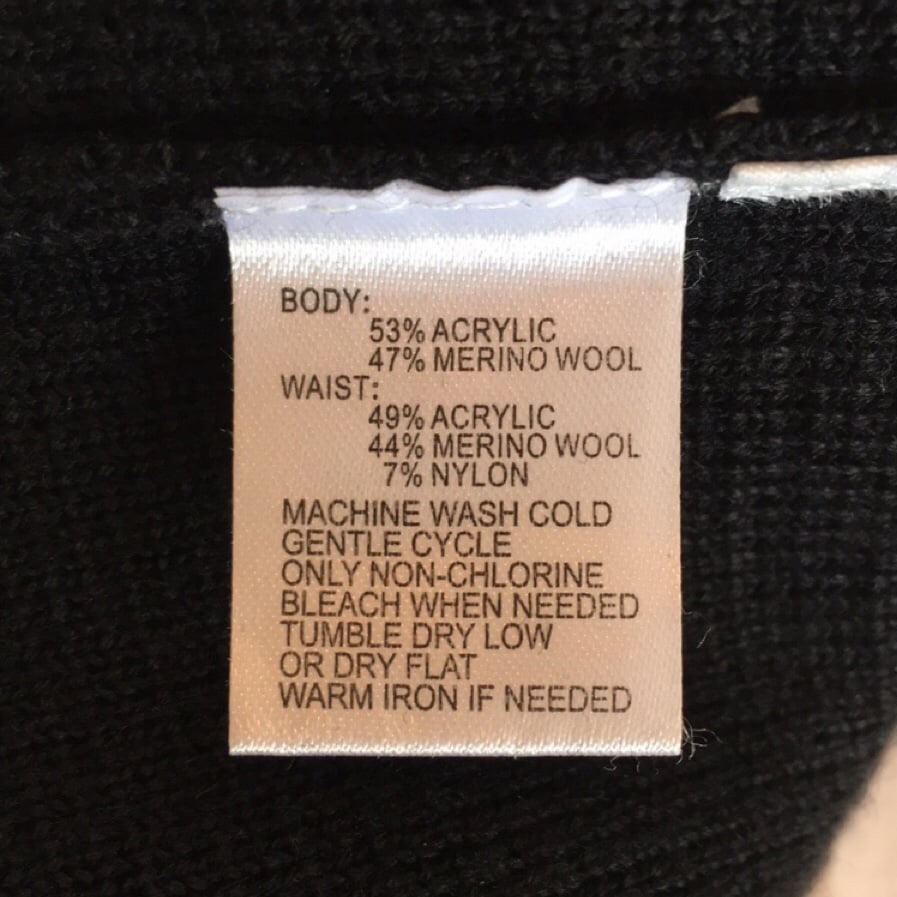 BODY:
53% ACRYLIC
47% MERINO WOOL
WAIST:
49% ACRYLIC
44% MERINO WOOL
7% NYLON
MACHINE WASH COLD
GENTLE CYCLE
ONLY NON-CHLORINE
BLEACH WHEN NEEDED
TUMBLE DRY LOW
OR DRY FLAT
WARM IRON IF NEEDED